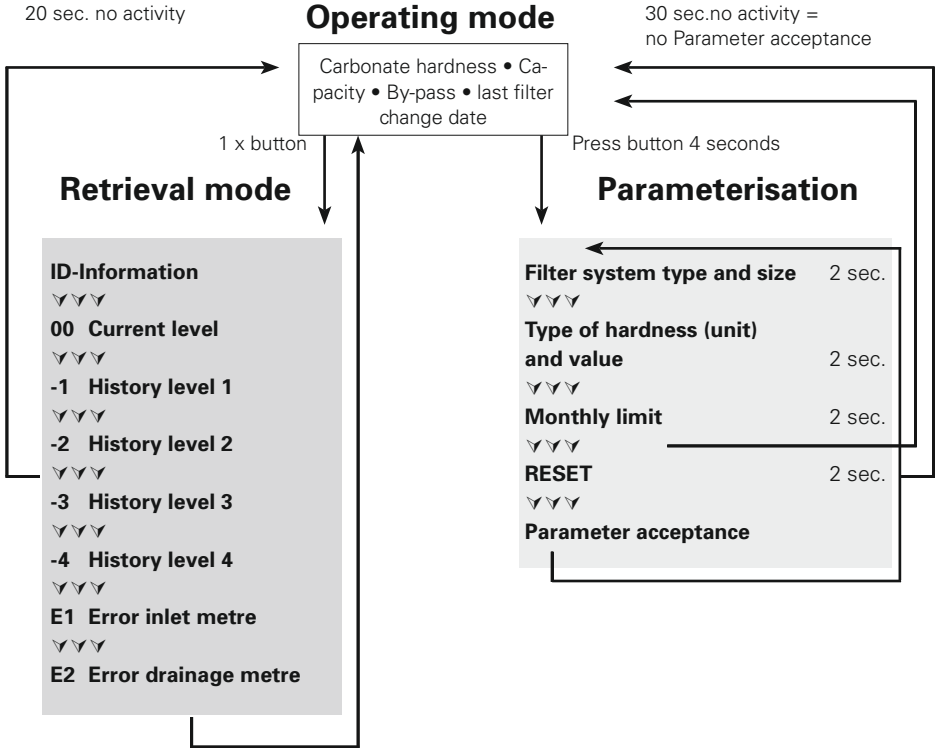 20 sec. no activity
Operating mode
30 sec.no activity =
no Parameter acceptance
Carbonate hardness • Ca-
pacity • By-pass • last filter
change date
1 x button
Press button 4 seconds
Retrieval mode
ID-Information
00 Current level
-1 History level 1
-2 History level 2
-3 History level 3
-4 History level 4
E1 Error inlet metre
E2 Error drainage metre
Parameterisation
Filter system type and size 2 sec.
Type of hardness (unit)
and value 2 sec.
Monthly limit 2 sec.
RESET 2 sec.
Parameter acceptance